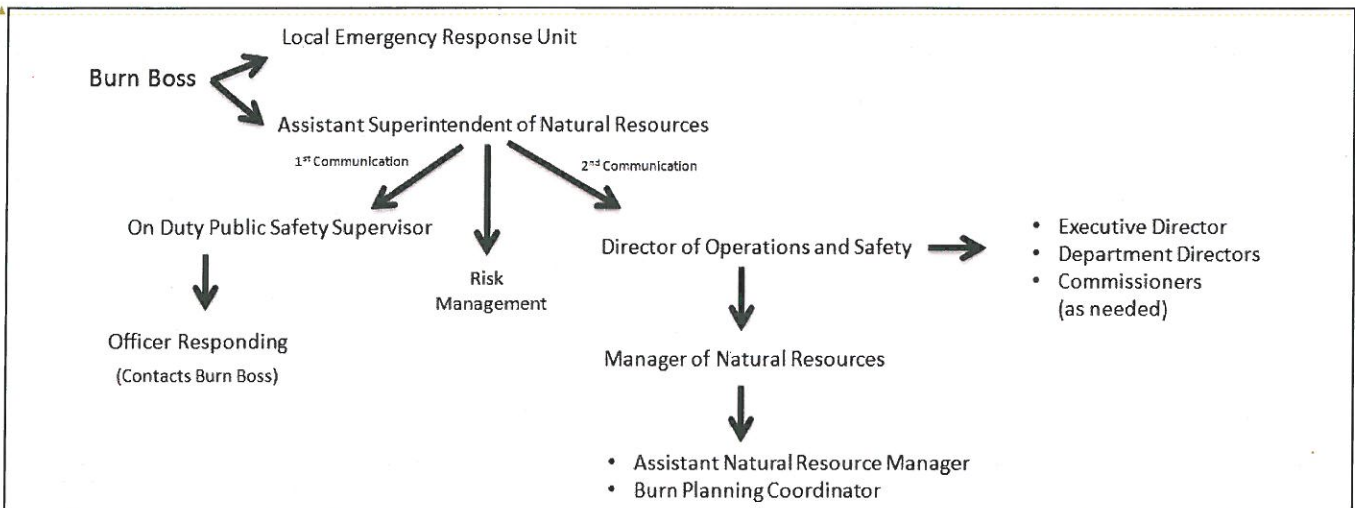 Local Emergency Response Unit
Burn Boss
Assistant Superintendent of Natural Resources
1st Communication
2nd Communication
On Duty Public Safety Supervisor
Director of Operations and Safety
• Executive Director
• Department Directors
• Commissioners
(as needed)
Risk
Management
Officer Responding
(Contacts Burn Boss)
Manager of Natural Resources
• Assistant Natural Resource Manager
• Burn Planning Coordinator